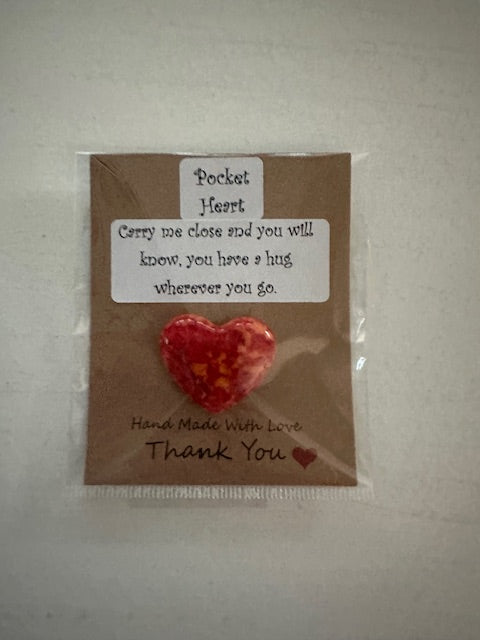 Pocket
Heart
Carry me close and you will
know, you have a hug
wherever you go.
Hand Made With Love
Thank You